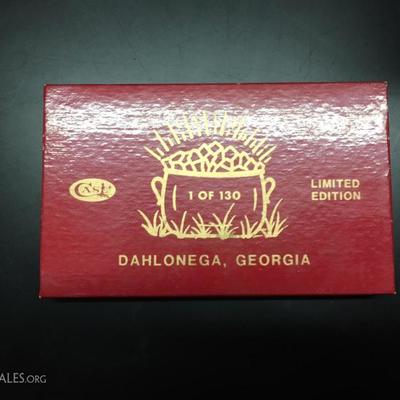 1 OF 130
CASE
LIMITED
EDITION
DAHLONEGA, GEORGIA
ALES.ORG